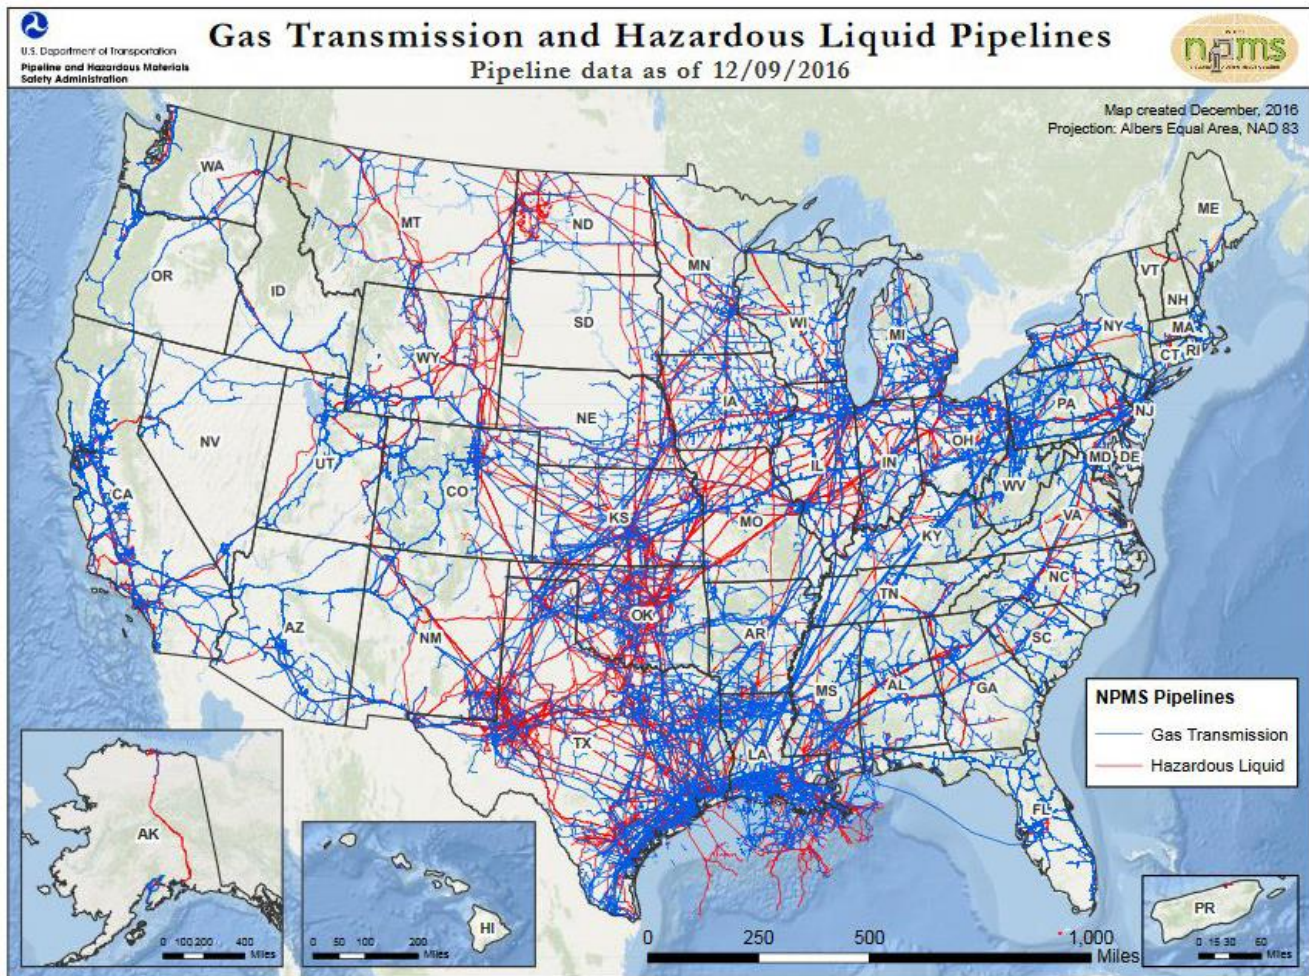 Gas Transmission and Hazardous Liquid Pipelines
Pipeline data as of 12/09/2016
U.S. Department of Transportation
Pipeline and Hazardous Materials
Safety Administration
npms
Map created December, 2016
Projection: Albers Equal Area, NAD 83
WA
MT
ND
MN
ME
VT
NH
OR
ID
SD
WI
MI
NY
MA
CT
RI
WY
IA
PA
NJ
NE
NV
UT
CO
IL
IN
OH
MD
DE
WV
CA
KS
MO
KY
VA
NC
TN
AZ
NM
OK
AR
SC
MS
AL
GA
TX
LA
FL
NPMS Pipelines
Gas Transmission
Hazardous Liquid
AK
0 100 200 400
Miles
HI
0 50 100 200
Miles
0 250 500 1,000
Miles
PR
0 15 30 60
Miles